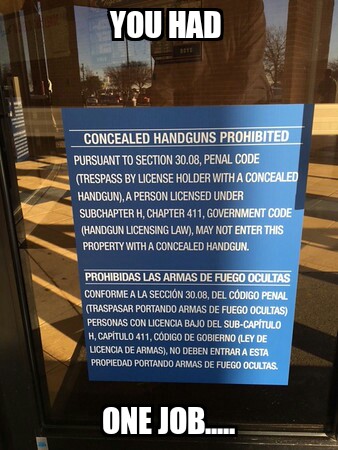 YOU HAD
CONCEALED HANDGUNS PROHIBITED
PURSUANT TO SECTION 30.08, PENAL CODE
(TRESPASS BY LICENSE HOLDER WITH A CONCEALED
HANDGUN), A PERSON LICENSED UNDER
SUBCHAPTER H, CHAPTER 411, GOVERNMENT CODE
(HANDGUN LICENSING LAW), MAY NOT ENTER THIS
PROPERTY WITH A CONCEALED HANDGUN.
PROHIBIDAS LAS ARMAS DE FUEGO OCULTAS
CONFORME A LA SECCIÓN 30.08, DEL CÓDIGO PENAL
(TRASPASAR PORTANDO ARMAS DE FUEGO OCULTAS)
PERSONAS CON LICENCIA BAJO DEL SUB-CAPÍTULO
H, CAPÍTULO 411, CÓDIGO DE GOBIERNO (LEY DE
LICENCIA DE ARMAS), NO DEBEN ENTRAR A ESTA
PROPIEDAD PORTANDO ARMAS DE FUEGO OCULTAS.
ONE JOB.....